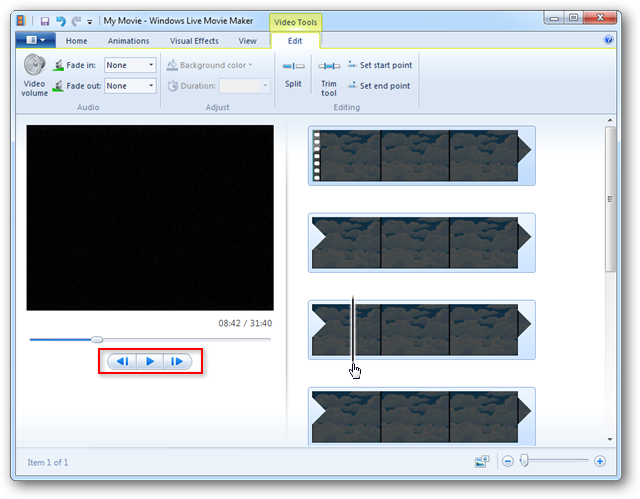 My Movie - Windows Live Movie Maker
Video Tools
Home
Animations
Visual Effects
View
Edit
Video volume
Fade in:
None
Fade out:
None
Audio
Background color
Duration:
Adjust
Split
Trim tool
Set start point
Set end point
Editing
08:42 / 31:40
Item 1 of 1